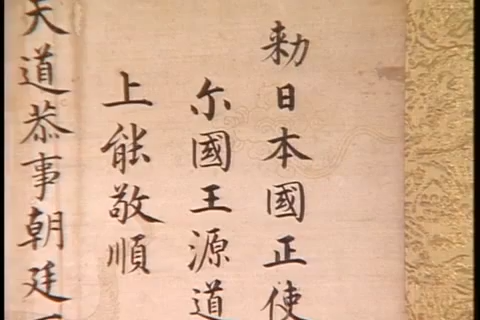 勅日本國正使
尔國王源道
上能敬順
天道恭事朝廷